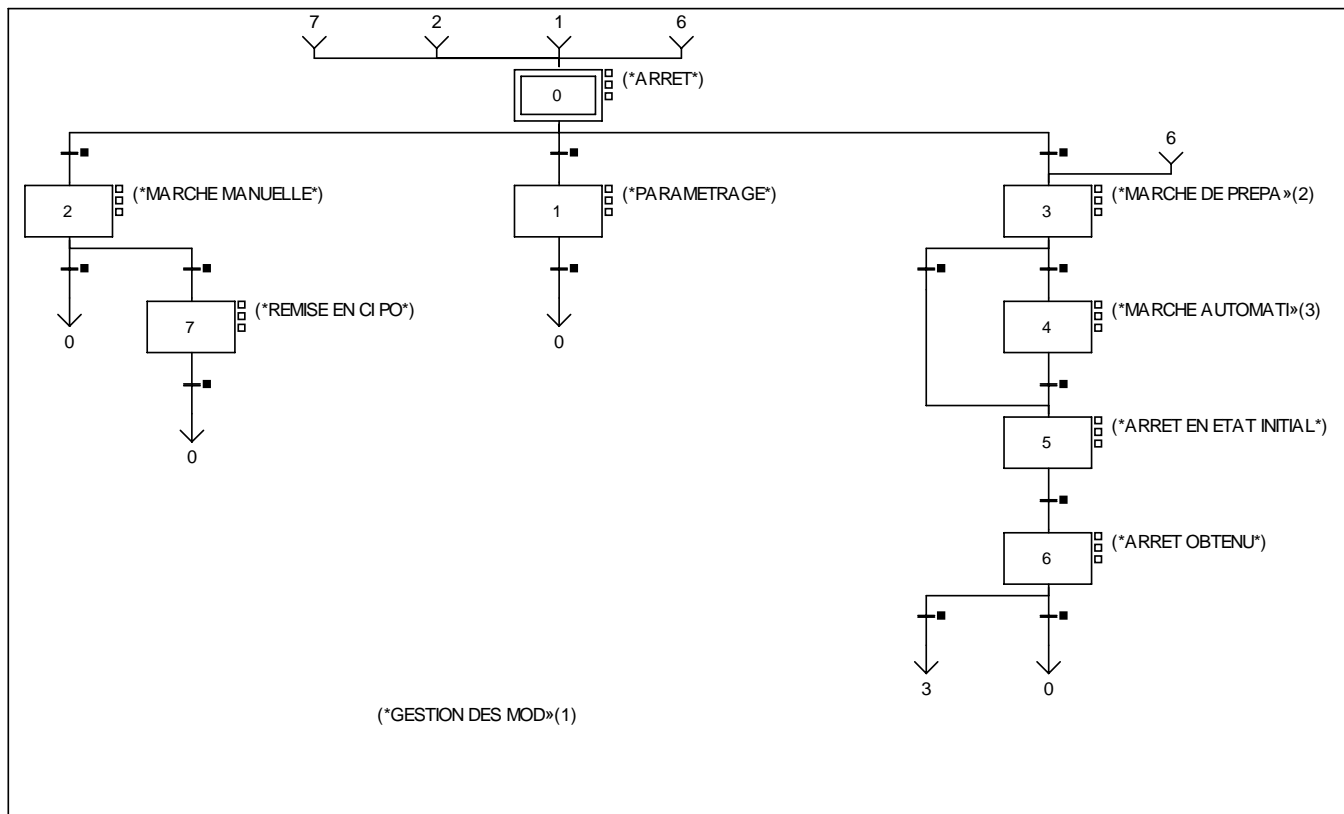 7 2 1 6
(*ARRET*)
0
6
2
(*MARCHE MANUELLE*)
1
(*PARAMETRAGE*)
3
(*MARCHE DE PREPA»(2)
0
7
(*REMISE EN CI PO*)
0
4
(*MARCHE AUTOMATI»(3)
0
5
(*ARRET EN ETAT INITIAL*)
6
(*ARRET OBTENU*)
3 0
(*GESTION DES MOD»(1)